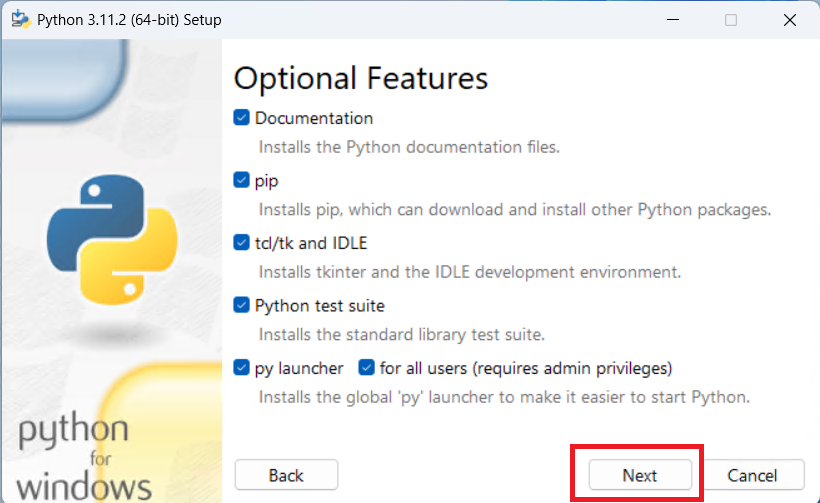 Python 3.11.2 (64-bit) Setup
Optional Features
Documentation
Installs the Python documentation files.
pip
Installs pip, which can download and install other Python packages.
tcl/tk and IDLE
Installs tkinter and the IDLE development environment.
Python test suite
Installs the standard library test suite.
py launcher for all users (requires admin privileges)
Installs the global 'py' launcher to make it easier to start Python.
python
for
windows
Back Next Cancel